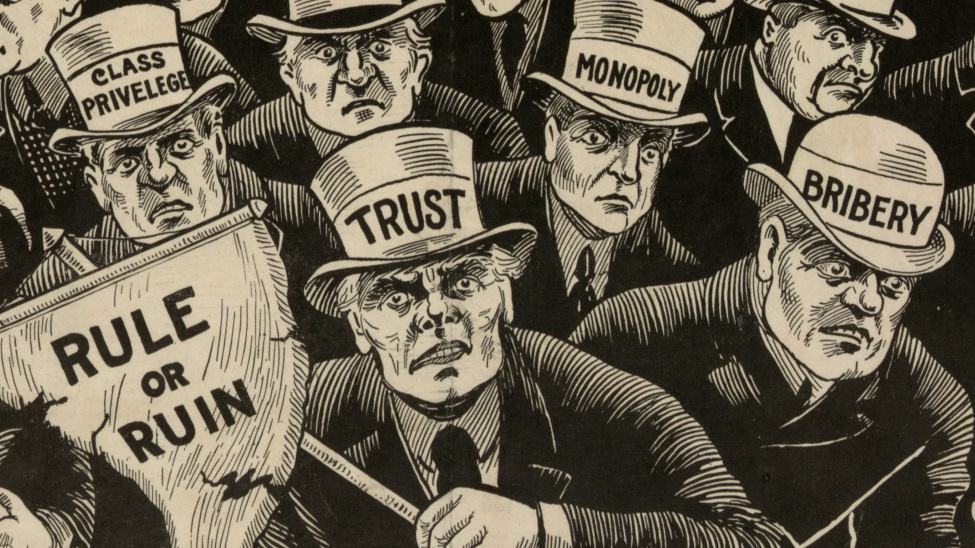 CLASS
PRIVELEGE
MONOPOLY
TRUST
BRIBERY
RULE
OR
RUIN